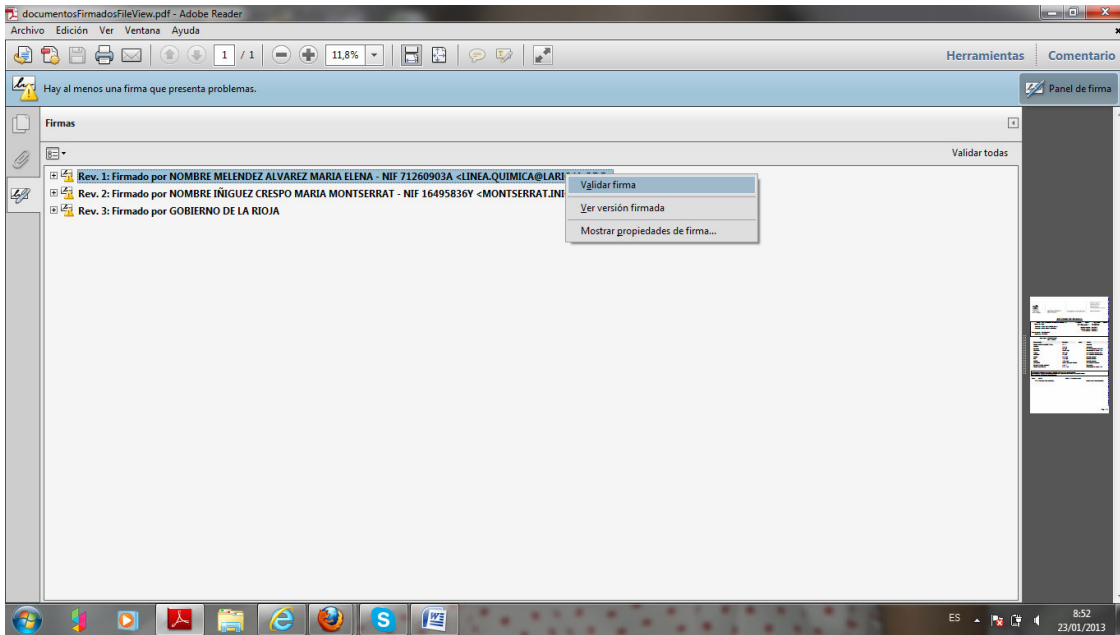 documentosFirmadosFileView.pdf - Adobe Reader
Archivo Edición Ver Ventana Ayuda
1 / 1 11,8% Herramientas Comentario
Hay al menos una firma que presenta problemas. Panel de firma
Firmas
Validar todas
Rev. 1: Firmado por NOMBRE MELENDEZ ALVAREZ MARIA ELENA - NIF 71260903A <LINEA.QUIMICA@LARIOJA.ORG>
Rev. 2: Firmado por NOMBRE IÑIGUEZ CRESPO MARIA MONTSERRAT - NIF 16495836Y <MONTSERRAT.INI
Rev. 3: Firmado por GOBIERNO DE LA RIOJA
Validar firma
Ver versión firmada
Mostrar propiedades de firma...
ES 8:52
23/01/2013